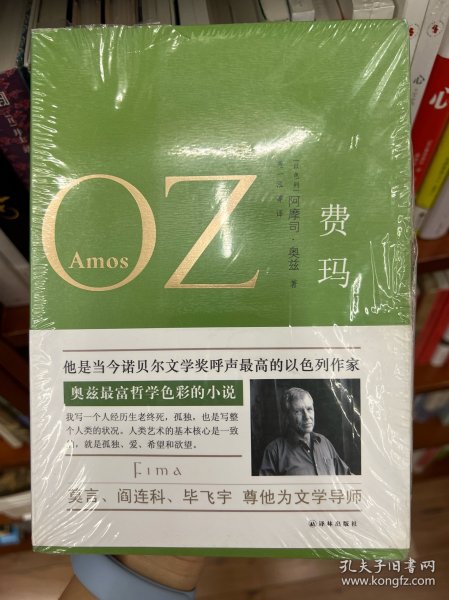 OZ
Amos
费玛
[以色列] 阿摩司·奥兹 著
译
他是当今诺贝尔文学奖呼声最高的以色列作家
奥兹最富哲学色彩的小说
我写一个人经历生老终死，孤独，也是写整
个人类的状况。人类艺术的基本核心是一致
的，就是孤独、爱、希望和欲望。
Fima
莫言、阎连科、毕飞宇 尊他为文学导师
译林出版社
心
心
孔夫子旧书网
www.kongfz.com